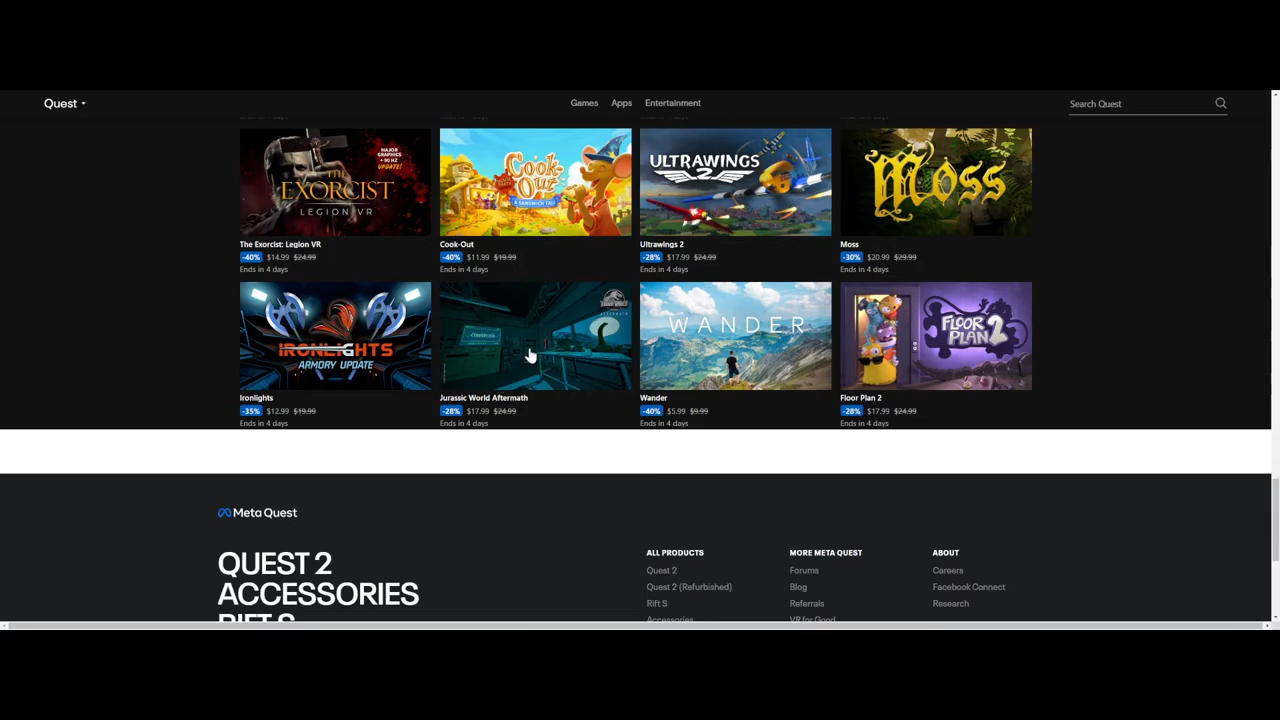 Quest
Games Apps Entertainment
Search Quest
MAJOR
GRAPHICS
+ 90 HZ
UPDATE!
THE
EXORCIST
LEGION VR
Cook-Out
A SANDWICH TALE
ULTRAWINGS
2
Moss
The Exorcist: Legion VR
-40% $14.99 $24.99
Ends in 4 days
Cook-Out
-40% $11.99 $19.99
Ends in 4 days
Ultrawings 2
-28% $17.99 $24.99
Ends in 4 days
Moss
-30% $20.99 $29.99
Ends in 4 days
IRONLIGHTS
ARMORY UPDATE
WANDER
FLOOR
PLAN 2
Ironlights
-35% $12.99 $19.99
Ends in 4 days
Jurassic World Aftermath
-28% $17.99 $24.99
Ends in 4 days
Wander
-40% $5.99 $9.99
Ends in 4 days
Floor Plan 2
-28% $17.99 $24.99
Ends in 4 days
Meta Quest
QUEST 2
ACCESSORIES
RIFT S
ALL PRODUCTS
Quest 2
Quest 2 (Refurbished)
Rift S
Accessories
MORE META QUEST
Forums
Blog
Referrals
VR for Good
ABOUT
Careers
Facebook Connect
Research